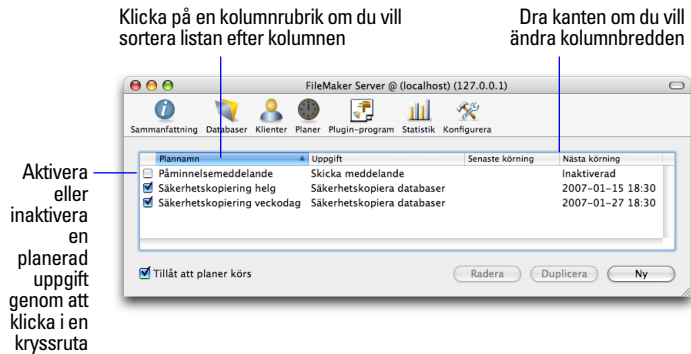 Klicka på en kolumnrubrik om du vill
sortera listan efter kolumnen
Dra kanten om du vill
ändra kolumnbredden
FileMaker Server @ (localhost) (127.0.0.1)
Sammanfattning Databaser Klienter Planer Plugin-program Statistik Konfigurera
Plannamn Uppgift Senaste körning Nästa körning
Påminnelsemeddelande Skicka meddelande Inaktiverad
Säkerhetskopiering helg Säkerhetskopiera databaser 2007-01-15 18:30
Säkerhetskopiering veckodag Säkerhetskopiera databaser 2007-01-27 18:30
Tillåt att planer körs Radera Duplicera Ny
Aktivera
eller
inaktivera
en
planerad
uppgift
genom att
klicka i en
kryssruta